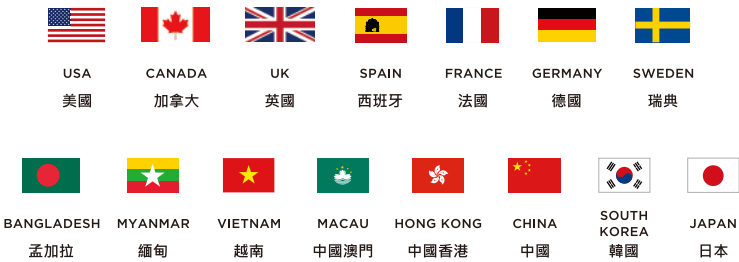 USA CANADA UK SPAIN FRANCE GERMANY SWEDEN
美國 加拿大 英國 西班牙 法國 德國 瑞典
BANGLADESH MYANMAR VIETNAM MACAU HONG KONG CHINA SOUTH KOREA JAPAN
孟加拉 緬甸 越南 中國澳門 中國香港 中國 韓國 日本